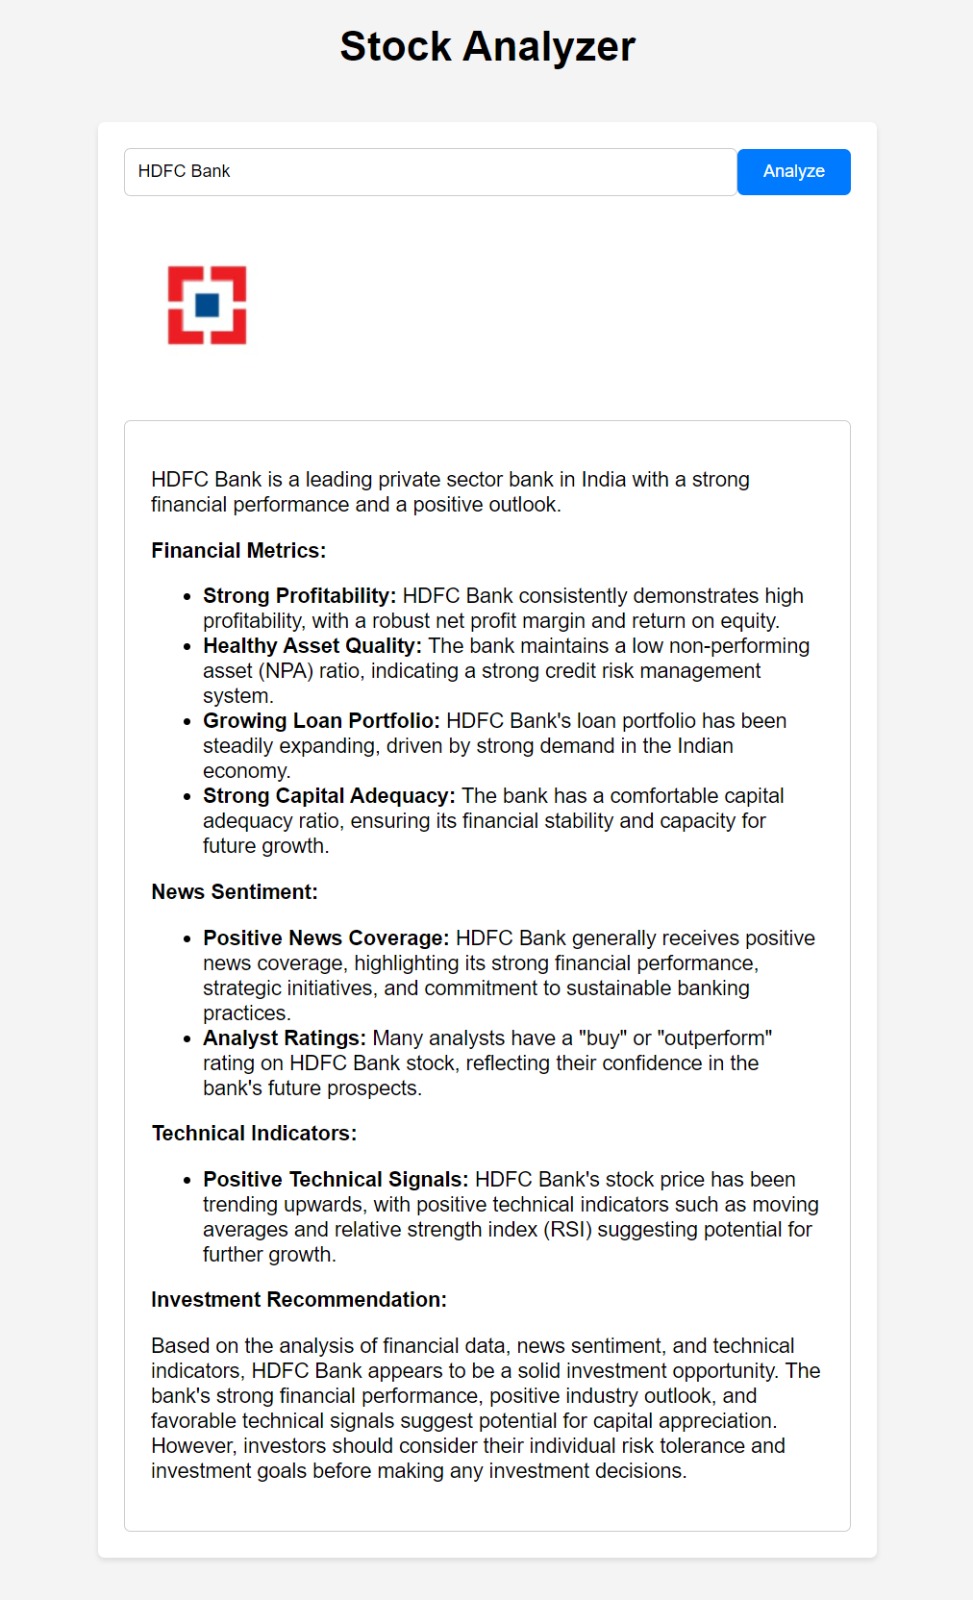 Stock Analyzer
HDFC Bank
Analyze
HDFC Bank is a leading private sector bank in India with a strong
financial performance and a positive outlook.
Financial Metrics:
• Strong Profitability: HDFC Bank consistently demonstrates high
profitability, with a robust net profit margin and return on equity.
• Healthy Asset Quality: The bank maintains a low non-performing
asset (NPA) ratio, indicating a strong credit risk management
system.
• Growing Loan Portfolio: HDFC Bank's loan portfolio has been
steadily expanding, driven by strong demand in the Indian
economy.
• Strong Capital Adequacy: The bank has a comfortable capital
adequacy ratio, ensuring its financial stability and capacity for
future growth.
News Sentiment:
• Positive News Coverage: HDFC Bank generally receives positive
news coverage, highlighting its strong financial performance,
strategic initiatives, and commitment to sustainable banking
practices.
• Analyst Ratings: Many analysts have a "buy" or "outperform"
rating on HDFC Bank stock, reflecting their confidence in the
bank's future prospects.
Technical Indicators:
• Positive Technical Signals: HDFC Bank's stock price has been
trending upwards, with positive technical indicators such as moving
averages and relative strength index (RSI) suggesting potential for
further growth.
Investment Recommendation:
Based on the analysis of financial data, news sentiment, and technical
indicators, HDFC Bank appears to be a solid investment opportunity. The
bank's strong financial performance, positive industry outlook, and
favorable technical signals suggest potential for capital appreciation.
However, investors should consider their individual risk tolerance and
investment goals before making any investment decisions.